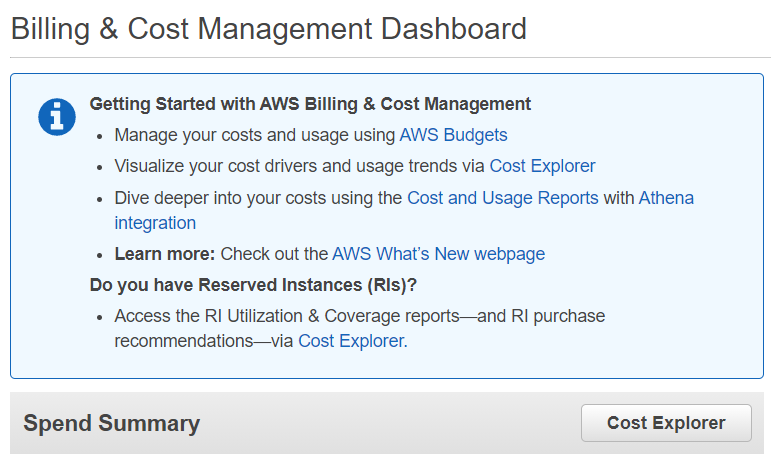 Billing & Cost Management Dashboard
Getting Started with AWS Billing & Cost Management
• Manage your costs and usage using AWS Budgets
• Visualize your cost drivers and usage trends via Cost Explorer
• Dive deeper into your costs using the Cost and Usage Reports with Athena
integration
• Learn more: Check out the AWS What’s New webpage
Do you have Reserved Instances (RIs)?
• Access the RI Utilization & Coverage reports—and RI purchase
recommendations—via Cost Explorer.
Spend Summary
Cost Explorer